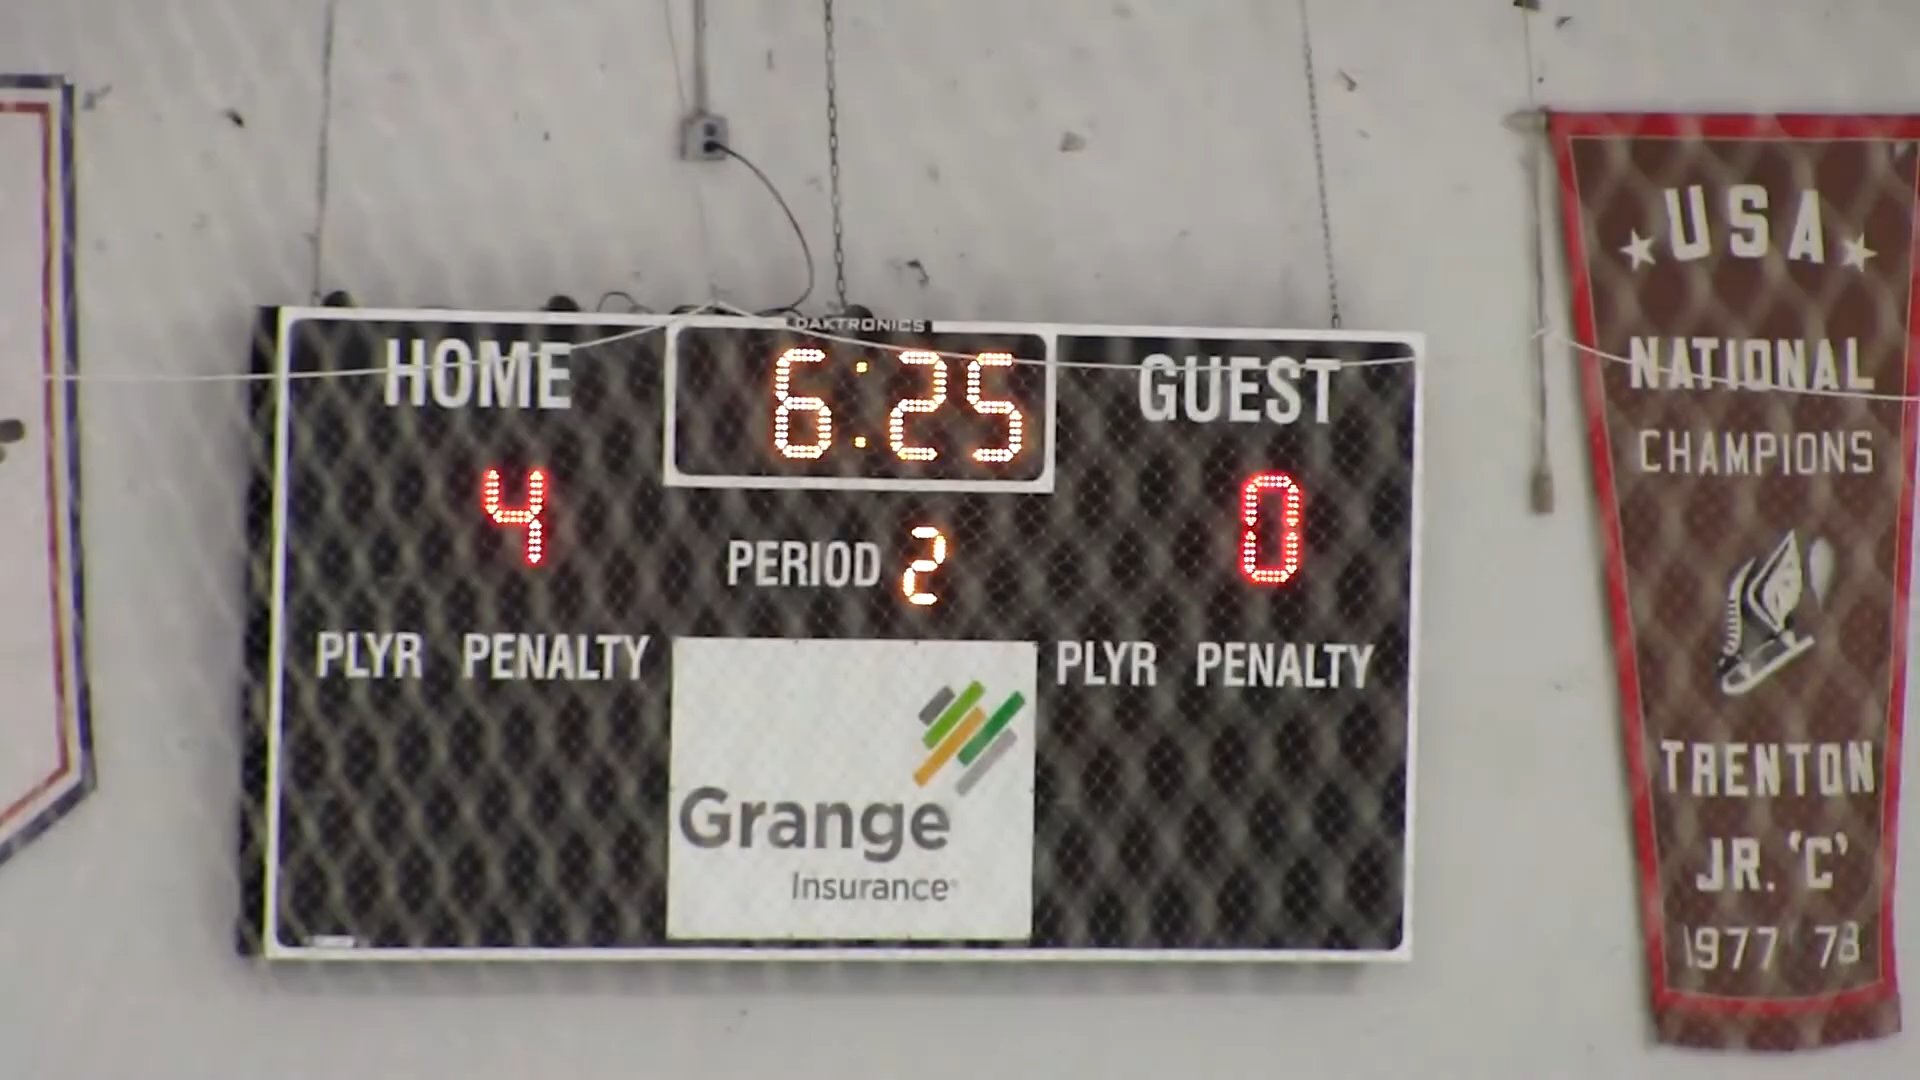 DAKTRONICS
HOME
6:25
GUEST
4
PERIOD 2
0
PLYR PENALTY
PLYR PENALTY
Grange
Insurance
USA
NATIONAL
CHAMPIONS
TRENTON
JR. 'C'
1977 78